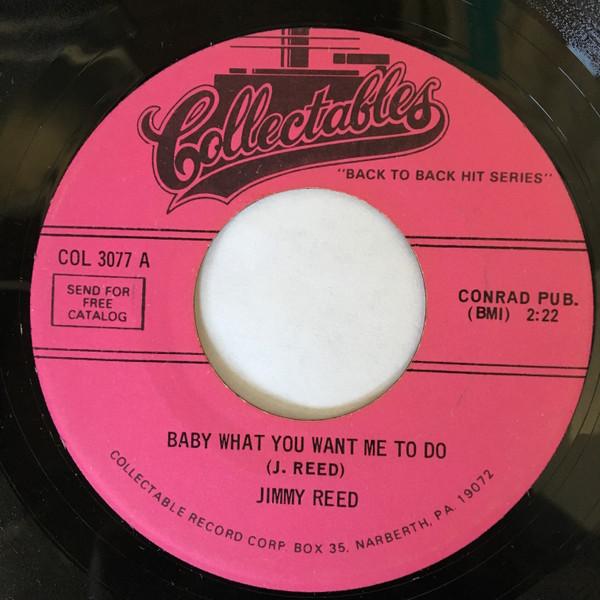 Collectables
"BACK TO BACK HIT SERIES"
COL 3077 A
SEND FOR
FREE
CATALOG
CONRAD PUB.
(BMI) 2:22
BABY WHAT YOU WANT ME TO DO
(J. REED)
JIMMY REED
COLLECTABLE RECORD CORP. BOX 35, NARBERTH, PA. 19072